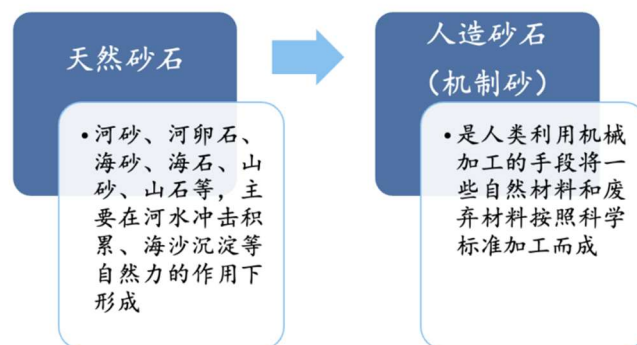 天然砂石
•河砂、河卵石、
海砂、海石、山
砂、山石等，主
要在河水冲击积
累、海沙沉淀等
自然力的作用下
形成
人造砂石
（机制砂）
•是人类利用机械
加工的手段将一
些自然材料和废
弃材料按照科学
标准加工而成